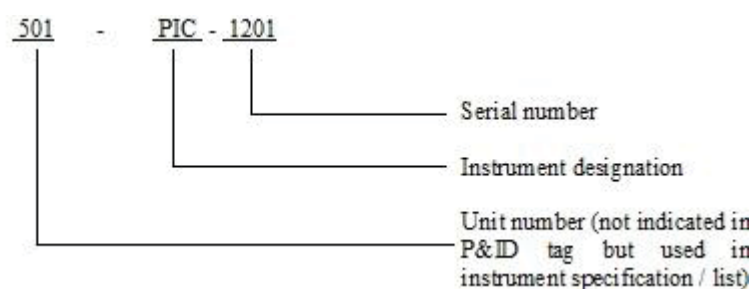 501 - PIC - 1201
Serial number
Instrument designation
Unit number (not indicated in
P&ID tag but used in
instrument specification / list)